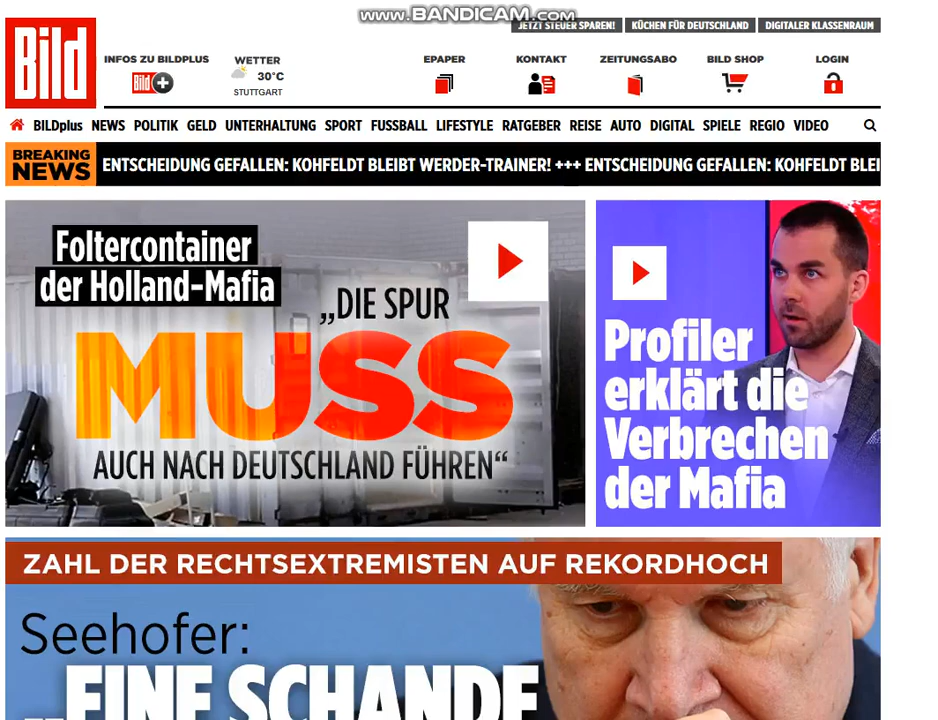 www.BANDICAM.com
JETZT STEUER SPAREN!
KÜCHEN FÜR DEUTSCHLAND
DIGITALER KLASSENRAUM
Bild
INFOS ZU BILDPLUS
Bild+
WETTER
30°C
STUTTGART
EPAPER
KONTAKT
ZEITUNGSABO
BILD SHOP
LOGIN
BILDplus NEWS POLITIK GELD UNTERHALTUNG SPORT FUSSBALL LIFESTYLE RATGEBER REISE AUTO DIGITAL SPIELE REGIO VIDEO
BREAKING
NEWS
ENTSCHEIDUNG GEFALLEN: KOHFELDT BLEIBT WERDER-TRAINER! +++ ENTSCHEIDUNG GEFALLEN: KOHFELDT BLEI
Foltercontainer
der Holland-Mafia
„DIE SPUR
MUSS
AUCH NACH DEUTSCHLAND FÜHREN“
Profiler
erklärt die
Verbrechen
der Mafia
ZAHL DER RECHTSEXTREMISTEN AUF REKORDHOCH
Seehofer:
„EINE SCHANDE